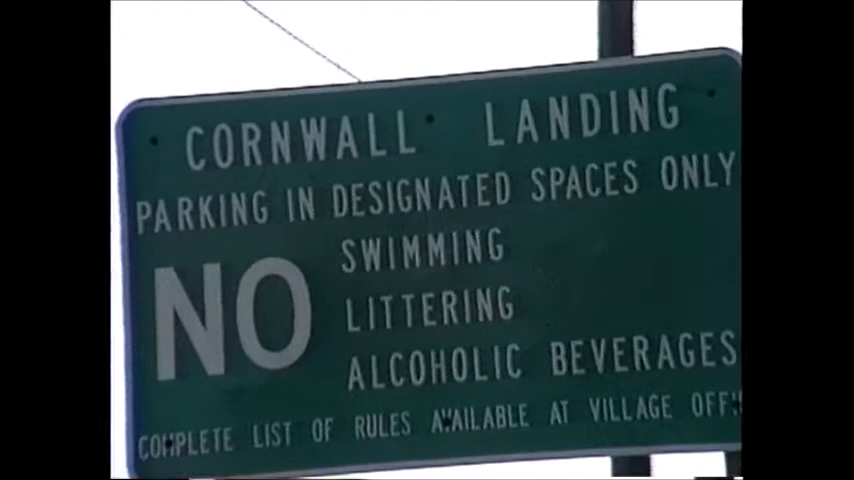 CORNWALL LANDING
PARKING IN DESIGNATED SPACES ONLY
NO SWIMMING
LITTERING
ALCOHOLIC BEVERAGES
COMPLETE LIST OF RULES AVAILABLE AT VILLAGE